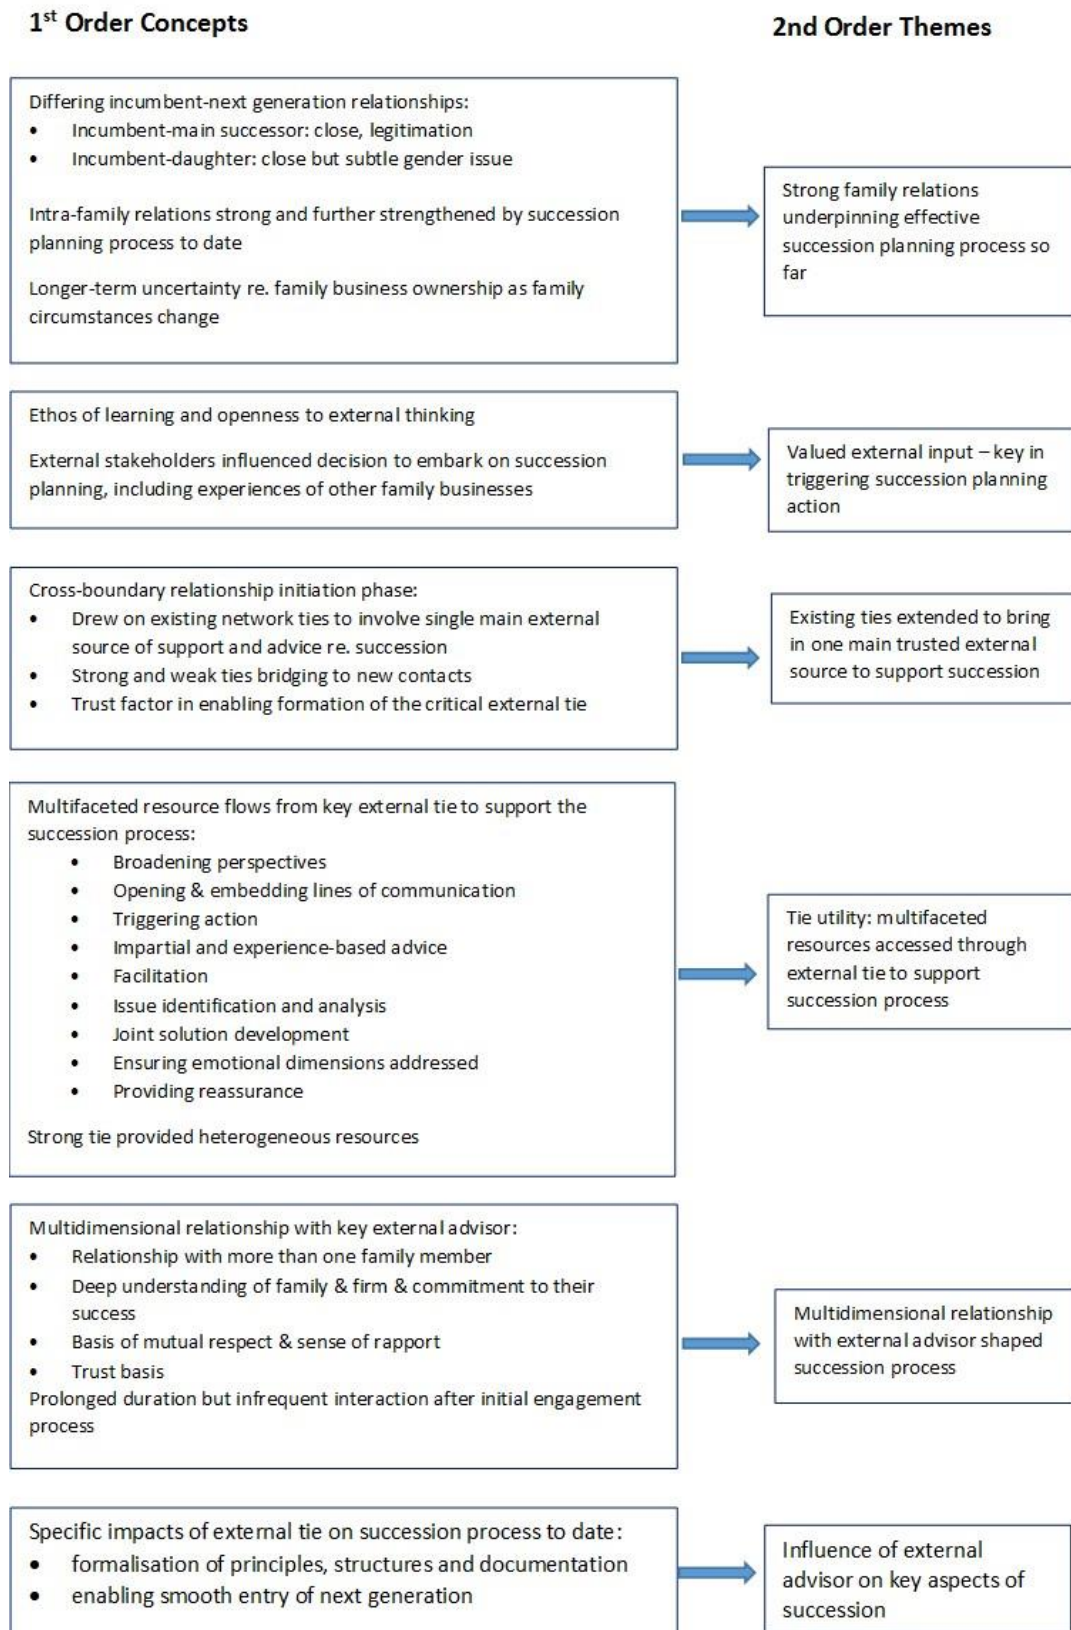 1st Order Concepts
2nd Order Themes
Differing incumbent-next generation relationships:
• Incumbent-main successor: close, legitimation
• Incumbent-daughter: close but subtle gender issue
Intra-family relations strong and further strengthened by succession
planning process to date
Longer-term uncertainty re. family business ownership as family
circumstances change
Strong family relations
underpinning effective
succession planning process so
far
Ethos of learning and openness to external thinking
External stakeholders influenced decision to embark on succession
planning, including experiences of other family businesses
Valued external input – key in
triggering succession planning
action
Cross-boundary relationship initiation phase:
• Drew on existing network ties to involve single main external
source of support and advice re. succession
• Strong and weak ties bridging to new contacts
• Trust factor in enabling formation of the critical external tie
Existing ties extended to bring
in one main trusted external
source to support succession
Multifaceted resource flows from key external tie to support the
succession process:
• Broadening perspectives
• Opening & embedding lines of communication
• Triggering action
• Impartial and experience-based advice
• Facilitation
• Issue identification and analysis
• Joint solution development
• Ensuring emotional dimensions addressed
• Providing reassurance
Strong tie provided heterogeneous resources
Tie utility: multifaceted
resources accessed through
external tie to support
succession process
Multidimensional relationship with key external advisor:
• Relationship with more than one family member
• Deep understanding of family & firm & commitment to their
success
• Basis of mutual respect & sense of rapport
• Trust basis
Prolonged duration but infrequent interaction after initial engagement
process
Multidimensional relationship
with external advisor shaped
succession process
Specific impacts of external tie on succession process to date:
• formalisation of principles, structures and documentation
• enabling smooth entry of next generation
Influence of external
advisor on key aspects of
succession